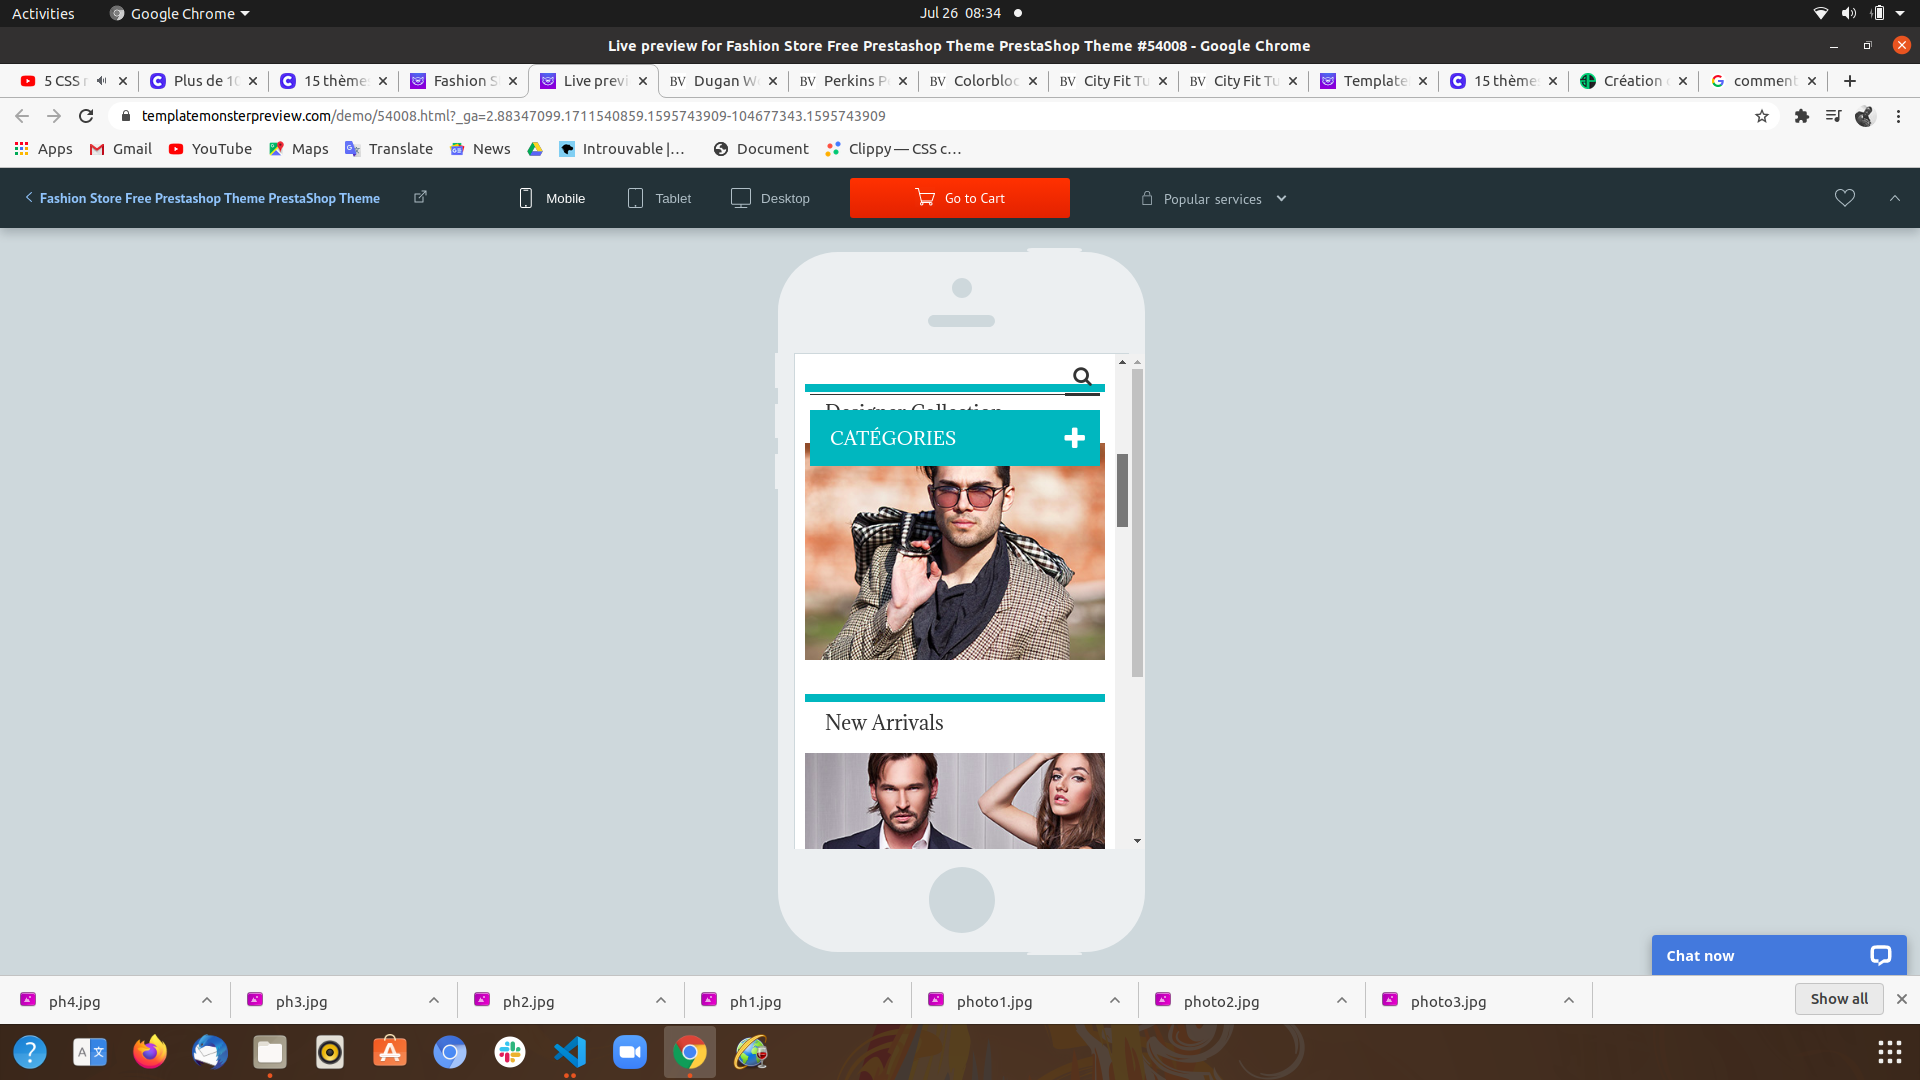 Activities
Google Chrome
Jul 26 08:34
Live preview for Fashion Store Free Prestashop Theme PrestaShop Theme #54008 - Google Chrome
5 CSS
Plus de 10
15 thème
Fashion S
Live previ
BV Dugan W
BV Perkins P
BV Colorbloc
BV City Fit Tu
BV City Fit Tu
Template
15 thème
Création
comment
templatemonsterpreview.com/demo/54008.html?_ga=2.88347099.1711540859.1595743909-104677343.1595743909
Apps
Gmail
YouTube
Maps
Translate
News
Introuvable |…
Document
Clippy — CSS c…
Fashion Store Free Prestashop Theme PrestaShop Theme
Mobile
Tablet
Desktop
Go to Cart
Popular services
Designer Collection
CATÉGORIES
New Arrivals
Chat now
ph4.jpg
ph3.jpg
ph2.jpg
ph1.jpg
photo1.jpg
photo2.jpg
photo3.jpg
Show all